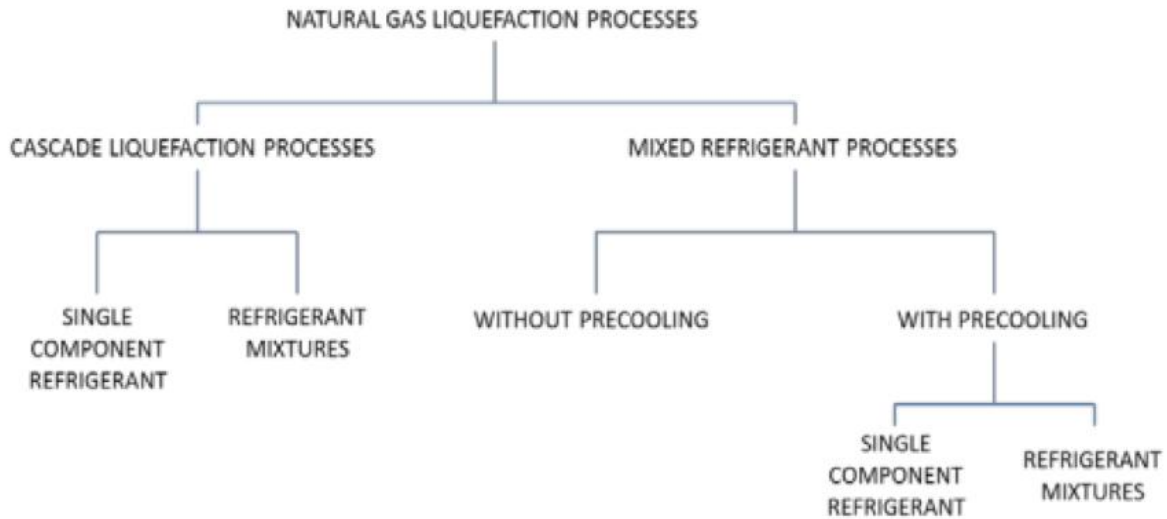 NATURAL GAS LIQUEFACTION PROCESSES
CASCADE LIQUEFACTION PROCESSES
MIXED REFRIGERANT PROCESSES
SINGLE
COMPONENT
REFRIGERANT
REFRIGERANT
MIXTURES
WITHOUT PRECOOLING
WITH PRECOOLING
SINGLE
COMPONENT
REFRIGERANT
REFRIGERANT
MIXTURES